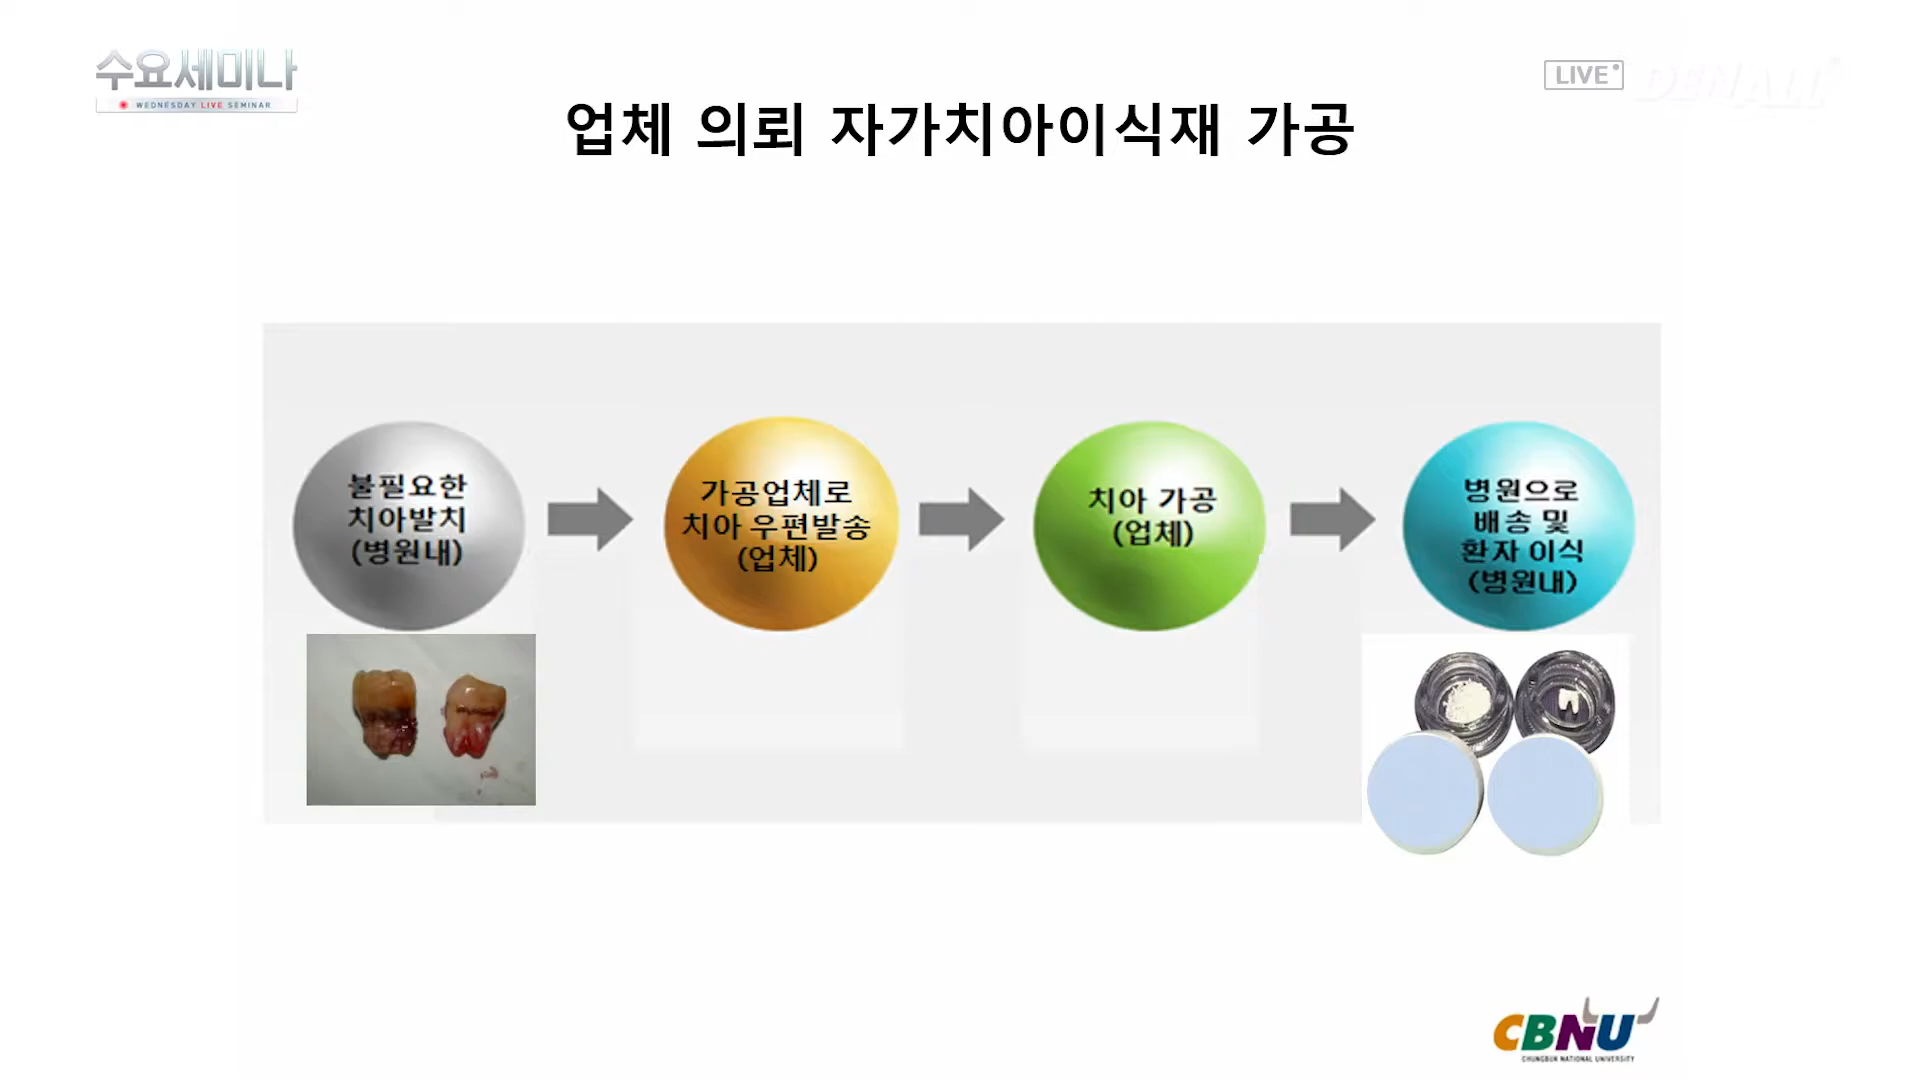 수요세미나
WEDNESDAY LIVE SEMINAR
LIVE
DENALL
업체 의뢰 자가치아이식재 가공
불필요한
치아발치
(병원내)
가공업체로
치아 우편발송
(업체)
치아 가공
(업체)
병원으로
배송 및
환자 이식
(병원내)
CBNU
CHUNGBUK NATIONAL UNIVERSITY